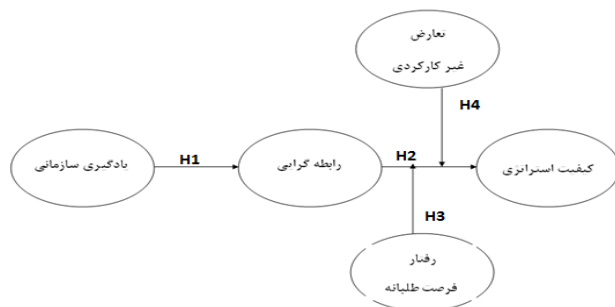 تعارض
غیر کارکردی
H4
یادگیری سازمانی
H1
رابطه گرایی
H2
کیفیت استراتژی
H3
رفتار
فرصت طلبانه